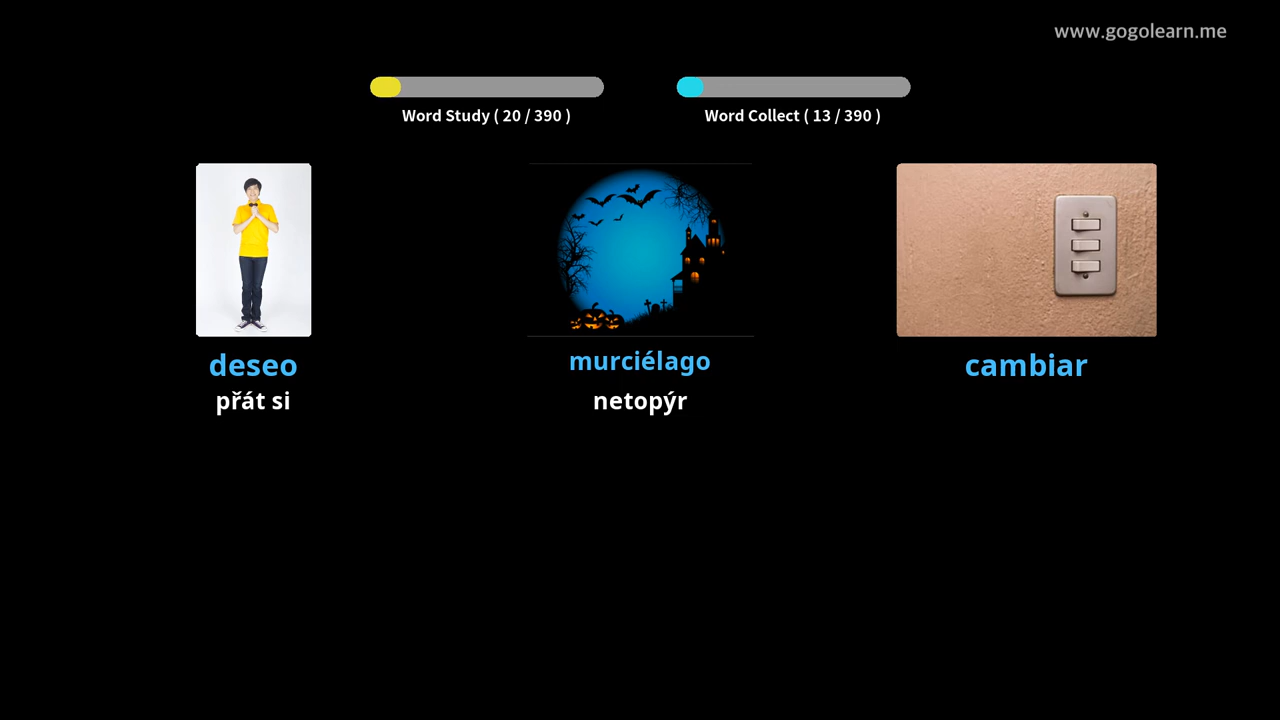 www.gogolearn.me
Word Study ( 20 / 390 )
Word Collect ( 13 / 390 )
deseo
přát si
murciélago
netopýr
cambiar